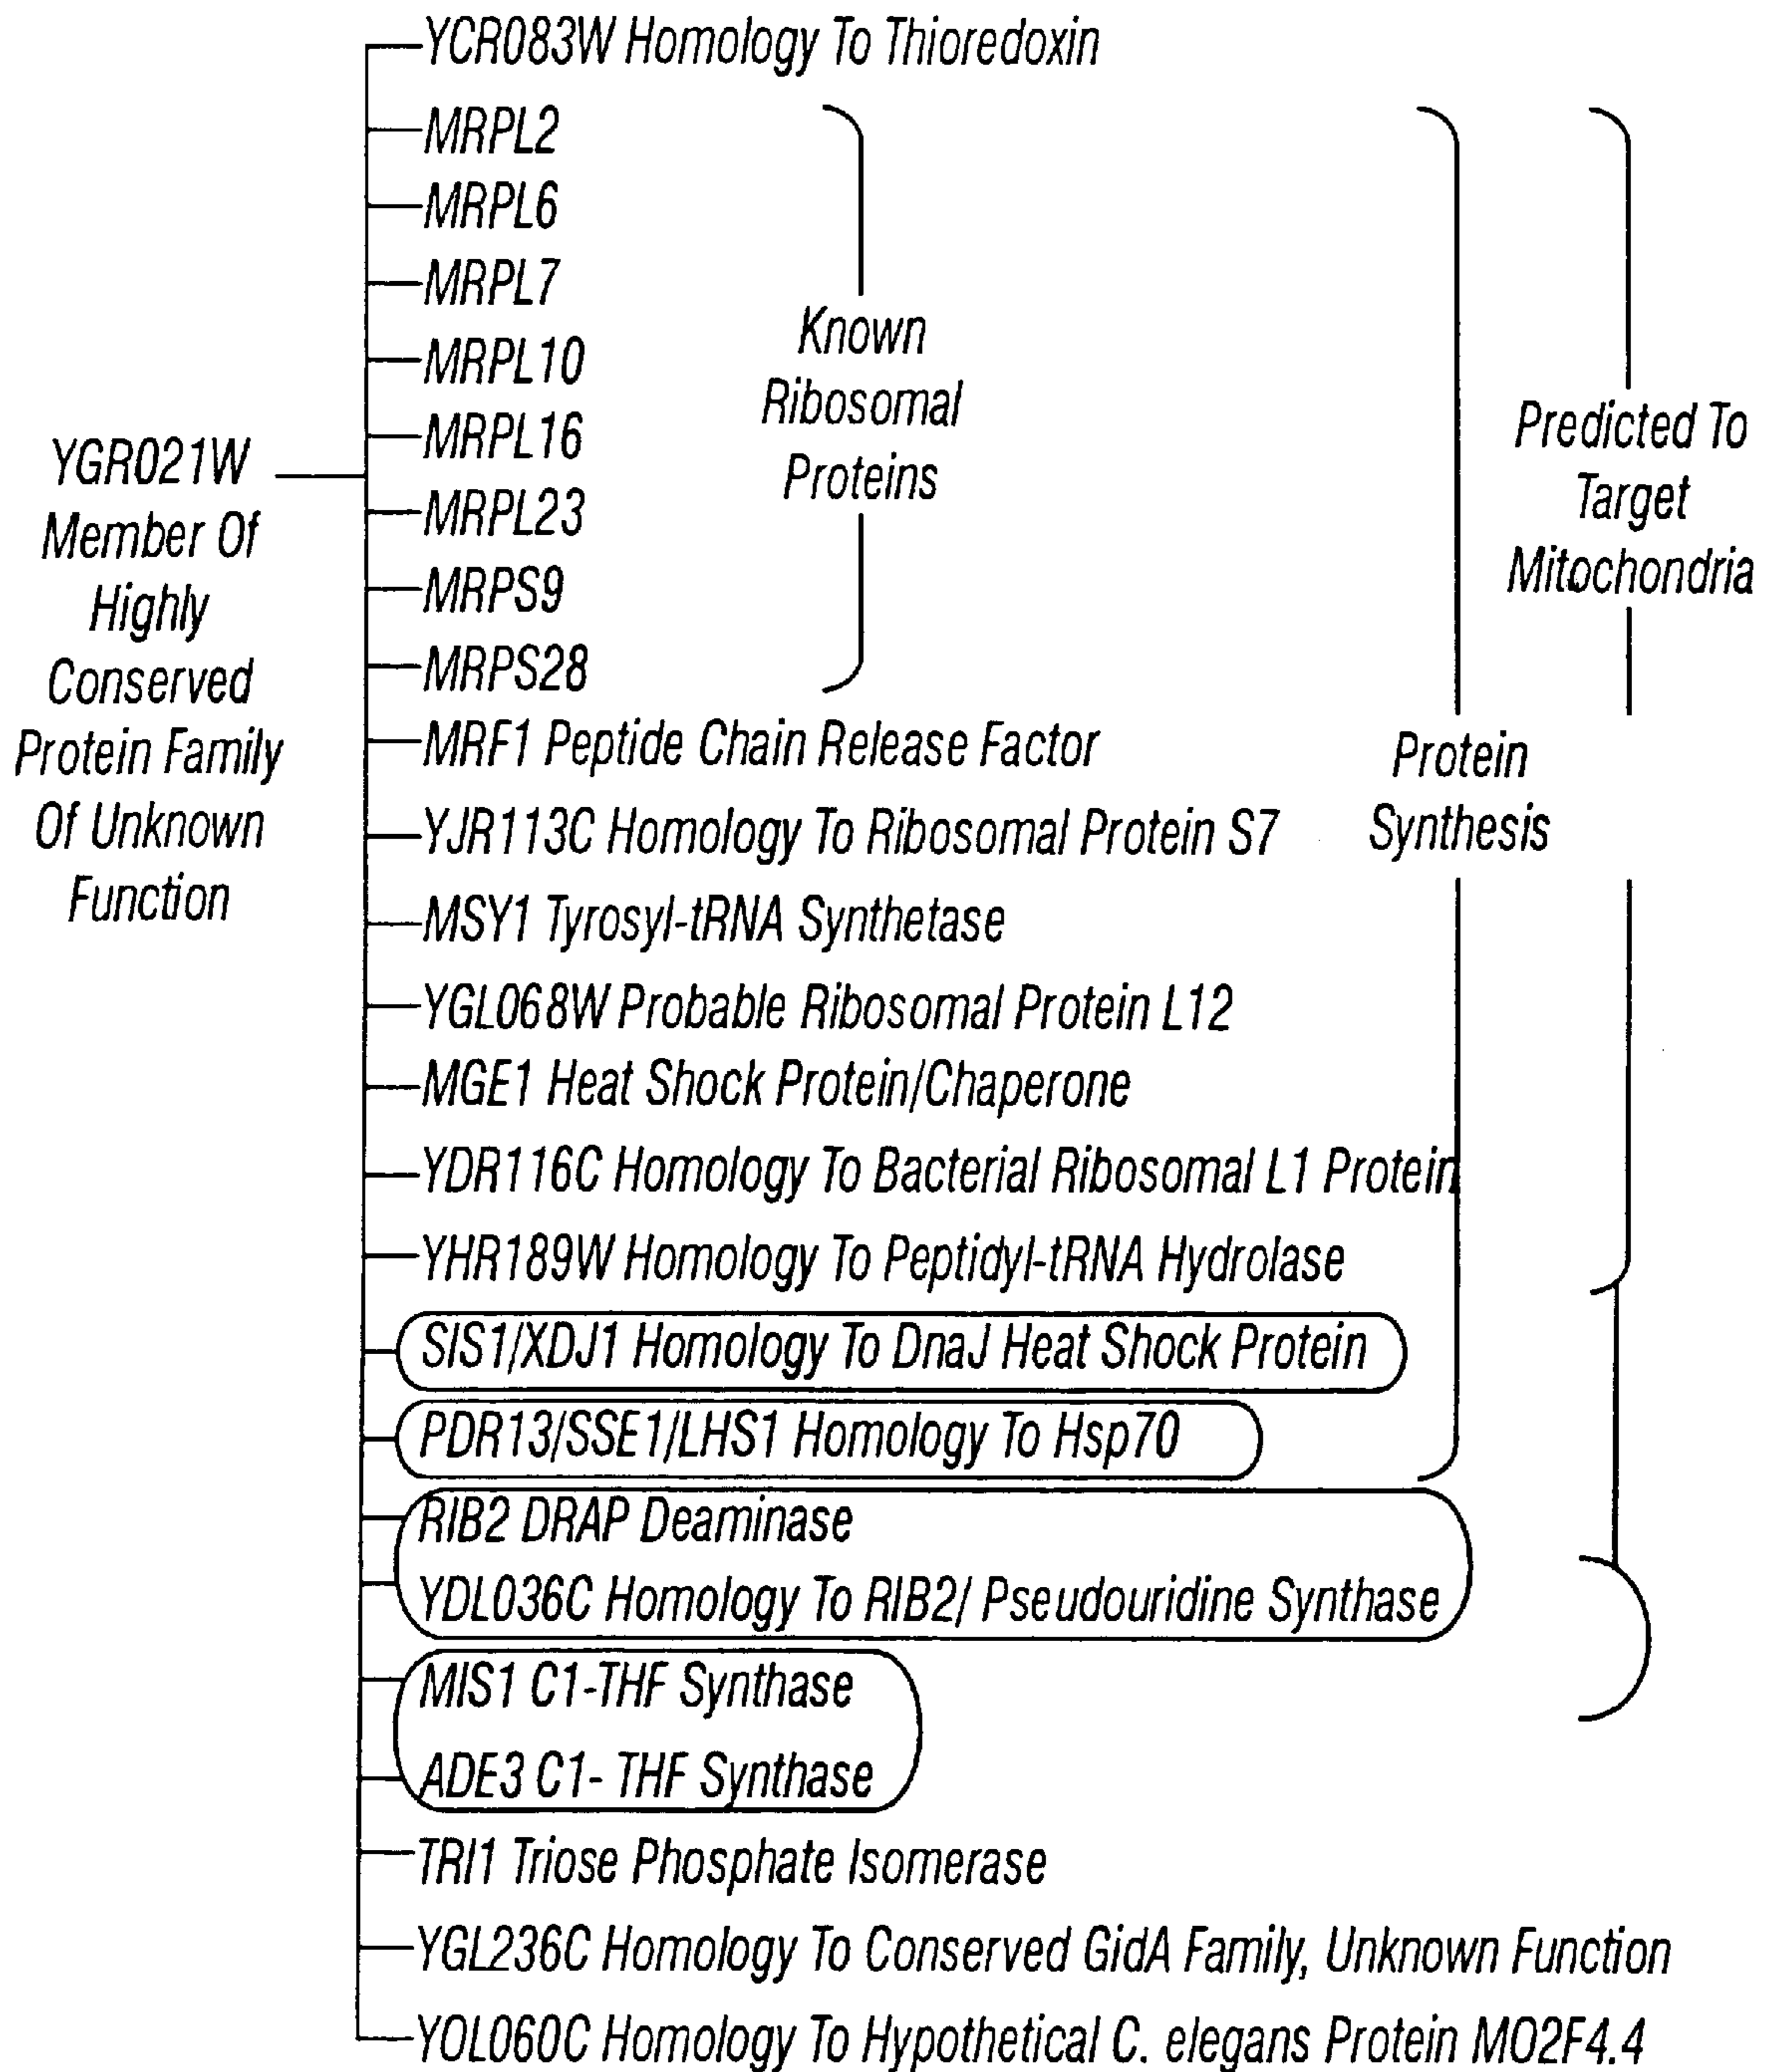 YCR083W Homology To Thioredoxin
MRPL2
MRPL6
MRPL7
MRPL10
MRPL16
MRPL23
MRPS9
MRPS28
MRF1 Peptide Chain Release Factor
YJR113C Homology To Ribosomal Protein S7
MSY1 Tyrosyl-tRNA Synthetase
YGL068W Probable Ribosomal Protein L12
MGE1 Heat Shock Protein/Chaperone
YDR116C Homology To Bacterial Ribosomal L1 Protein
YHR189W Homology To Peptidyl-tRNA Hydrolase
SIS1/XDJ1 Homology To DnaJ Heat Shock Protein
PDR13/SSE1/LHS1 Homology To Hsp70
RIB2 DRAP Deaminase
YDL036C Homology To RIB2/ Pseudouridine Synthase
MIS1 C1-THF Synthase
ADE3 C1- THF Synthase
TRI1 Triose Phosphate Isomerase
YGL236C Homology To Conserved GidA Family, Unknown Function
YOL060C Homology To Hypothetical C. elegans Protein MO2F4.4
YGR021W
Member Of
Highly
Conserved
Protein Family
Of Unknown
Function
Known
Ribosomal
Proteins
Protein
Synthesis
Predicted To
Target
Mitochondria